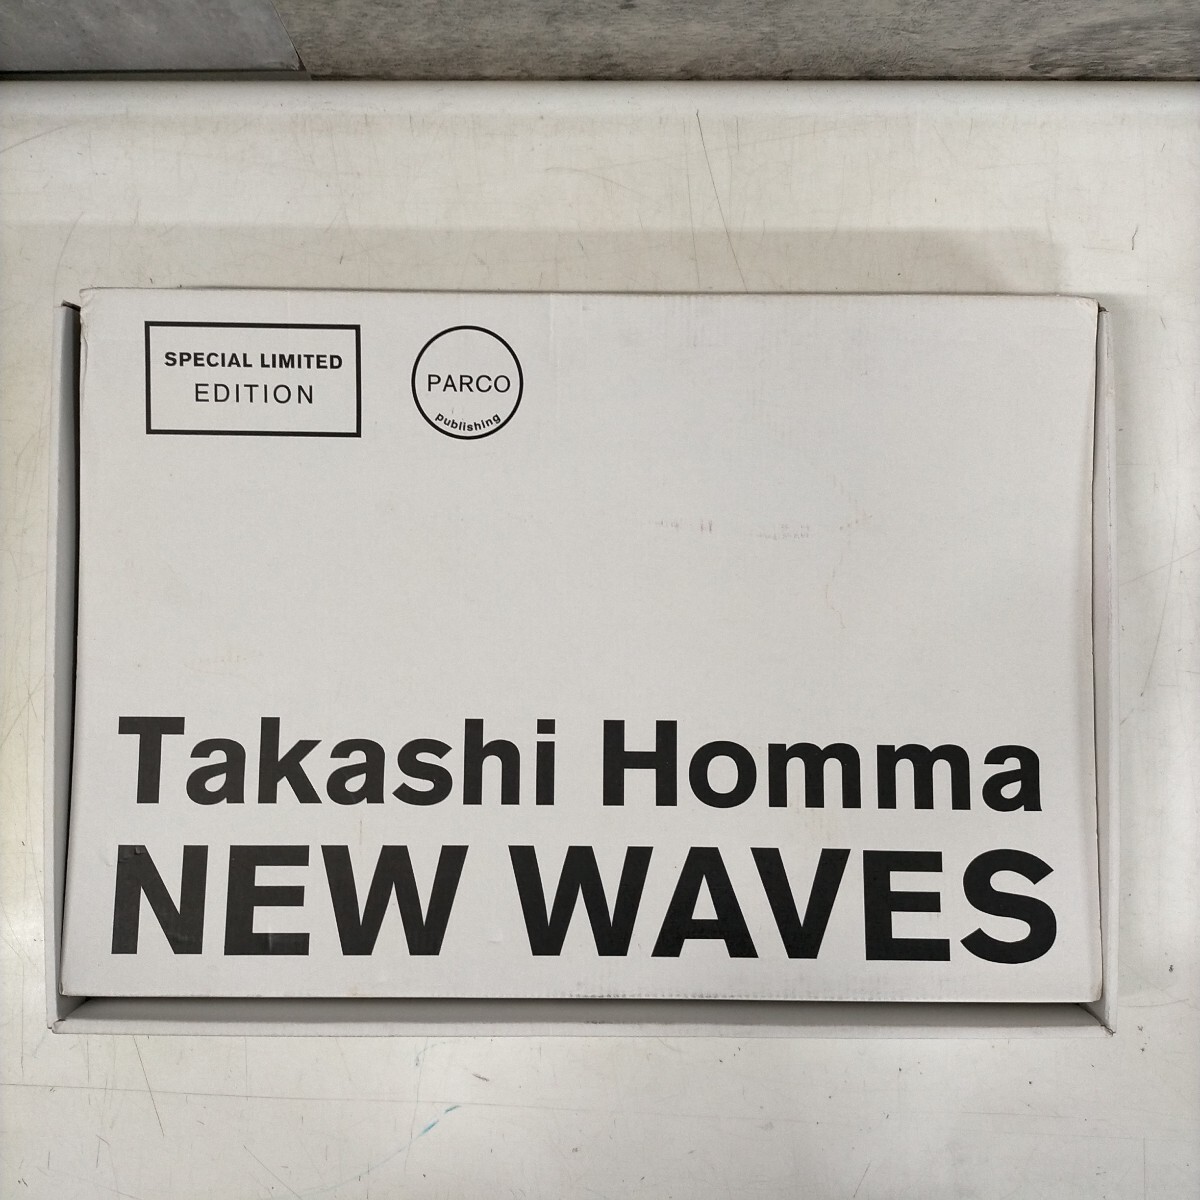 SPECIAL LIMITED
EDITION
PARCO
publishing
Takashi Homma
NEW WAVES